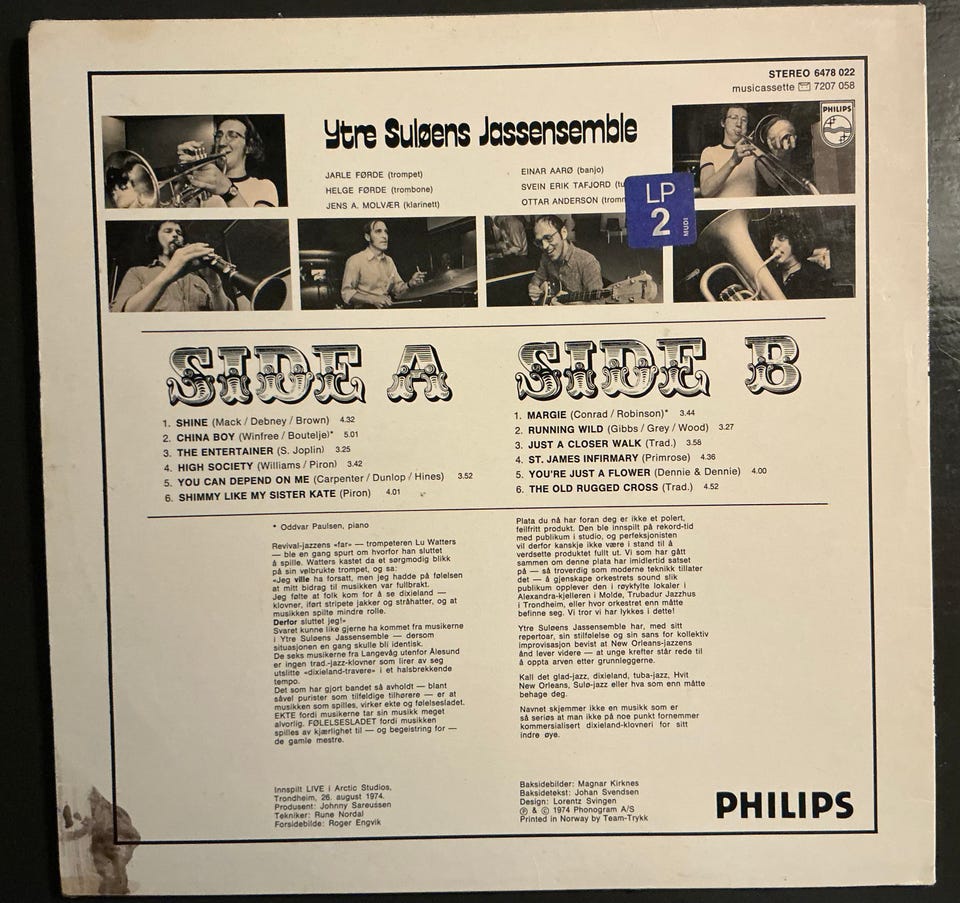 STEREO 6478 022
musicassette 7207 058
PHILIPS
Ytre Suløens Jassensemble
JARLE FØRDE (trompet)
HELGE FØRDE (trombone)
JENS A. MOLVÆR (klarinett)
EINAR AARØ (banjo)
SVEIN ERIK TAFJORD
OTTAR ANDERSON
LP
2
MUDI
SIDE A
1. SHINE (Mack / Debney / Brown) 4.32
2. CHINA BOY (Winfree / Boutelje)* 5.01
3. THE ENTERTAINER (S. Joplin) 3.25
4. HIGH SOCIETY (Williams / Piron) 3.42
5. YOU CAN DEPEND ON ME (Carpenter / Dunlop / Hines) 3.52
6. SHIMMY LIKE MY SISTER KATE (Piron) 4.01
SIDE B
1. MARGIE (Conrad / Robinson)* 3.44
2. RUNNING WILD (Gibbs / Grey / Wood) 3.27
3. JUST A CLOSER WALK (Trad.) 3.58
4. ST. JAMES INFIRMARY (Primrose) 4.36
5. YOU'RE JUST A FLOWER (Dennie & Dennie) 4.00
6. THE OLD RUGGED CROSS (Trad.) 4.52
* Oddvar Paulsen, piano
Revival-jazzens «far» — trompeteren Lu Watters
— ble en gang spurt om hvorfor han sluttet
å spille. Watters kastet da et sørgmodig blikk
på sin velbrukte trompet, og sa:
«Jeg ville ha forsatt, men jeg hadde på følelsen
at mitt bidrag til musikken var fullbrakt.
Jeg følte at folk kom for å se dixieland —
klovner, iført stripete jakker og stråhatter, og at
musikken spilte mindre rolle.
Derfor sluttet jeg!»
Svaret kunne like gjerne ha kommet fra musikerne
i Ytre Suløens Jassensemble — dersom
situasjonen en gang skulle bli identisk.
De seks musikerne fra Langevåg utenfor Ålesund
er ingen trad.-jazz-klovner som lirer av seg
utslitte «dixieland-travere» i et halsbrekkende
tempo.
Det som har gjort bandet så avholdt — blant
såvel purister som tilfeldige tilhørere — er at
musikken som spilles, virker ekte og følelsesladet.
EKTE fordi musikerne tar sin musikk meget
alvorlig. FØLELSESLADET fordi musikken
spilles av kjærlighet til — og begeistring for —
de gamle mestre.
Plata du nå har foran deg er ikke et polert,
feilfritt produkt. Den ble innspilt på rekord-tid
med publikum i studio, og perfeksjonisten
vil derfor kanskje ikke være i stand til å
verdsette produktet fullt ut. Vi som har gått
sammen om denne plata har imidlertid satset
på — så troverdig som moderne teknikk tillater
det — å gjenskape orkestrets sound slik
publikum opplever den i røykfylte lokaler i
Alexandra-kjelleren i Molde, Trubadur Jazzhus
i Trondheim, eller hvor orkestret enn måtte
befinne seg. Vi tror vi har lykkes i dette!
Ytre Suløens Jassensemble har, med sitt
repertoar, sin stilfølelse og sin sans for kollektiv
improvisasjon bevist at New Orleans-jazzens
ånd lever videre — at unge krefter står rede til
å oppta arven etter grunnleggerne.
Kall det glad-jazz, dixieland, tuba-jazz, Hvit
New Orleans, Sulø-jazz eller hva som enn måtte
behage deg.
Navnet skjemmer ikke en musikk som er
så seriøs at man ikke på noe punkt fornemmer
kommersialisert dixieland-klovneri for sitt
indre øye.
Innspilt LIVE i Arctic Studios,
Trondheim, 26. august 1974.
Produsent: Johnny Sareussen
Tekniker: Rune Nordal
Forsidebilde: Roger Engvik
Baksidebilder: Magnar Kirknes
Baksidetekst: Johan Svendsen
Design: Lorentz Svingen
℗ & © 1974 Phonogram A/S
Printed in Norway by Team-Trykk
PHILIPS